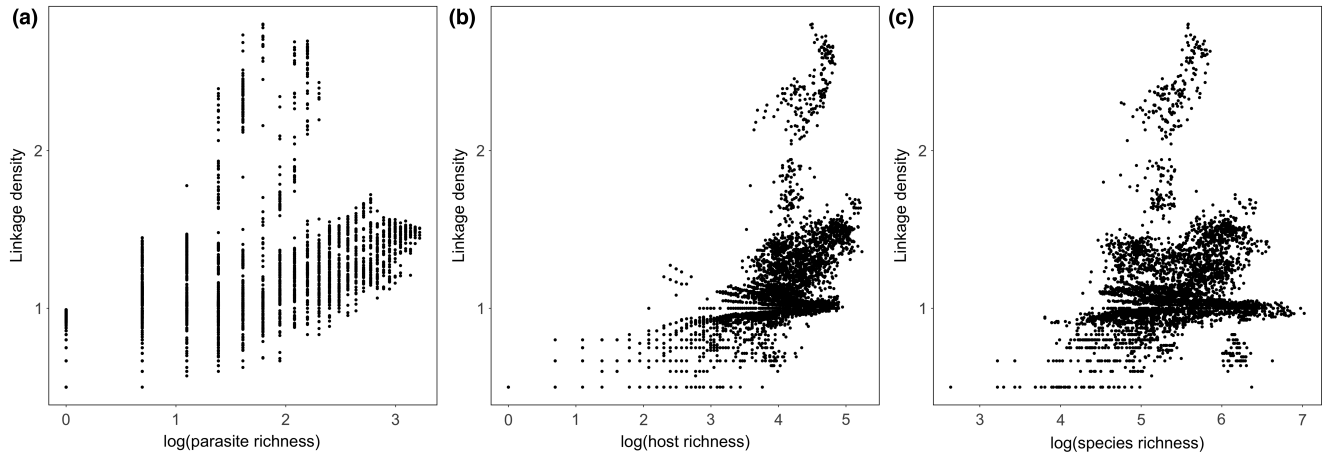 (a)
Linkage density
2
1
0 1 2 3
log(parasite richness)
(b)
Linkage density
2
1
0 1 2 3 4 5
log(host richness)
(c)
Linkage density
2
1
3 4 5 6 7
log(species richness)